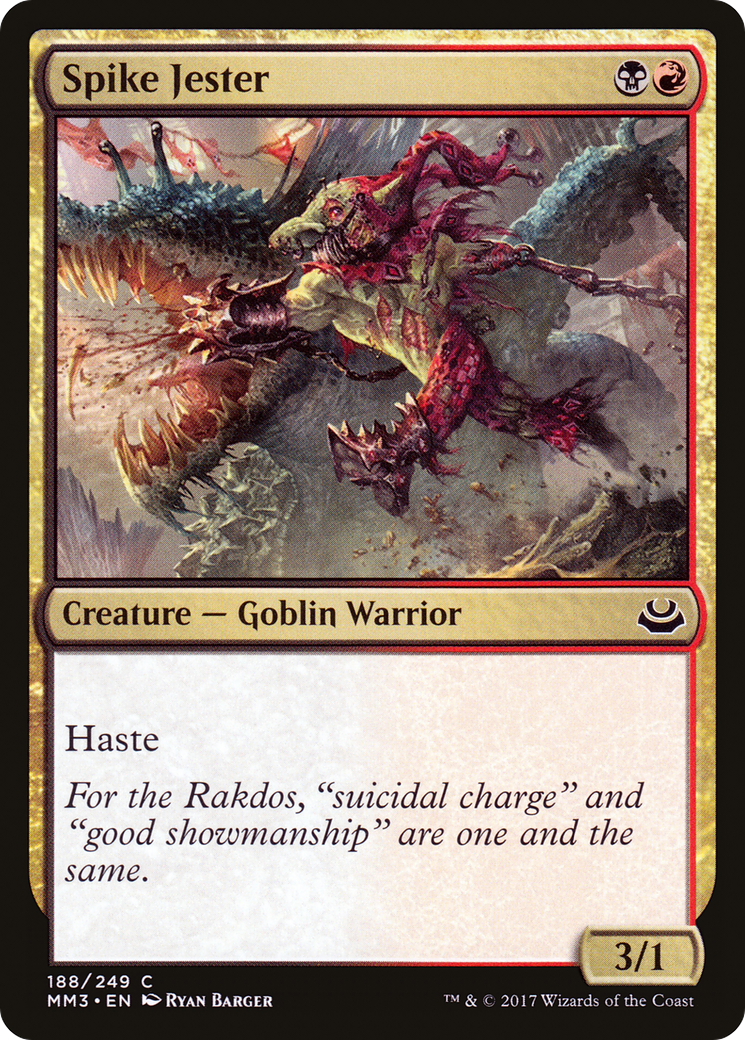 Spike Jester
Creature — Goblin Warrior
Haste
For the Rakdos, “suicidal charge” and
“good showmanship” are one and the
same.
3/1
188/249 C
MM3 • EN Ryan Barger
™ & © 2017 Wizards of the Coast